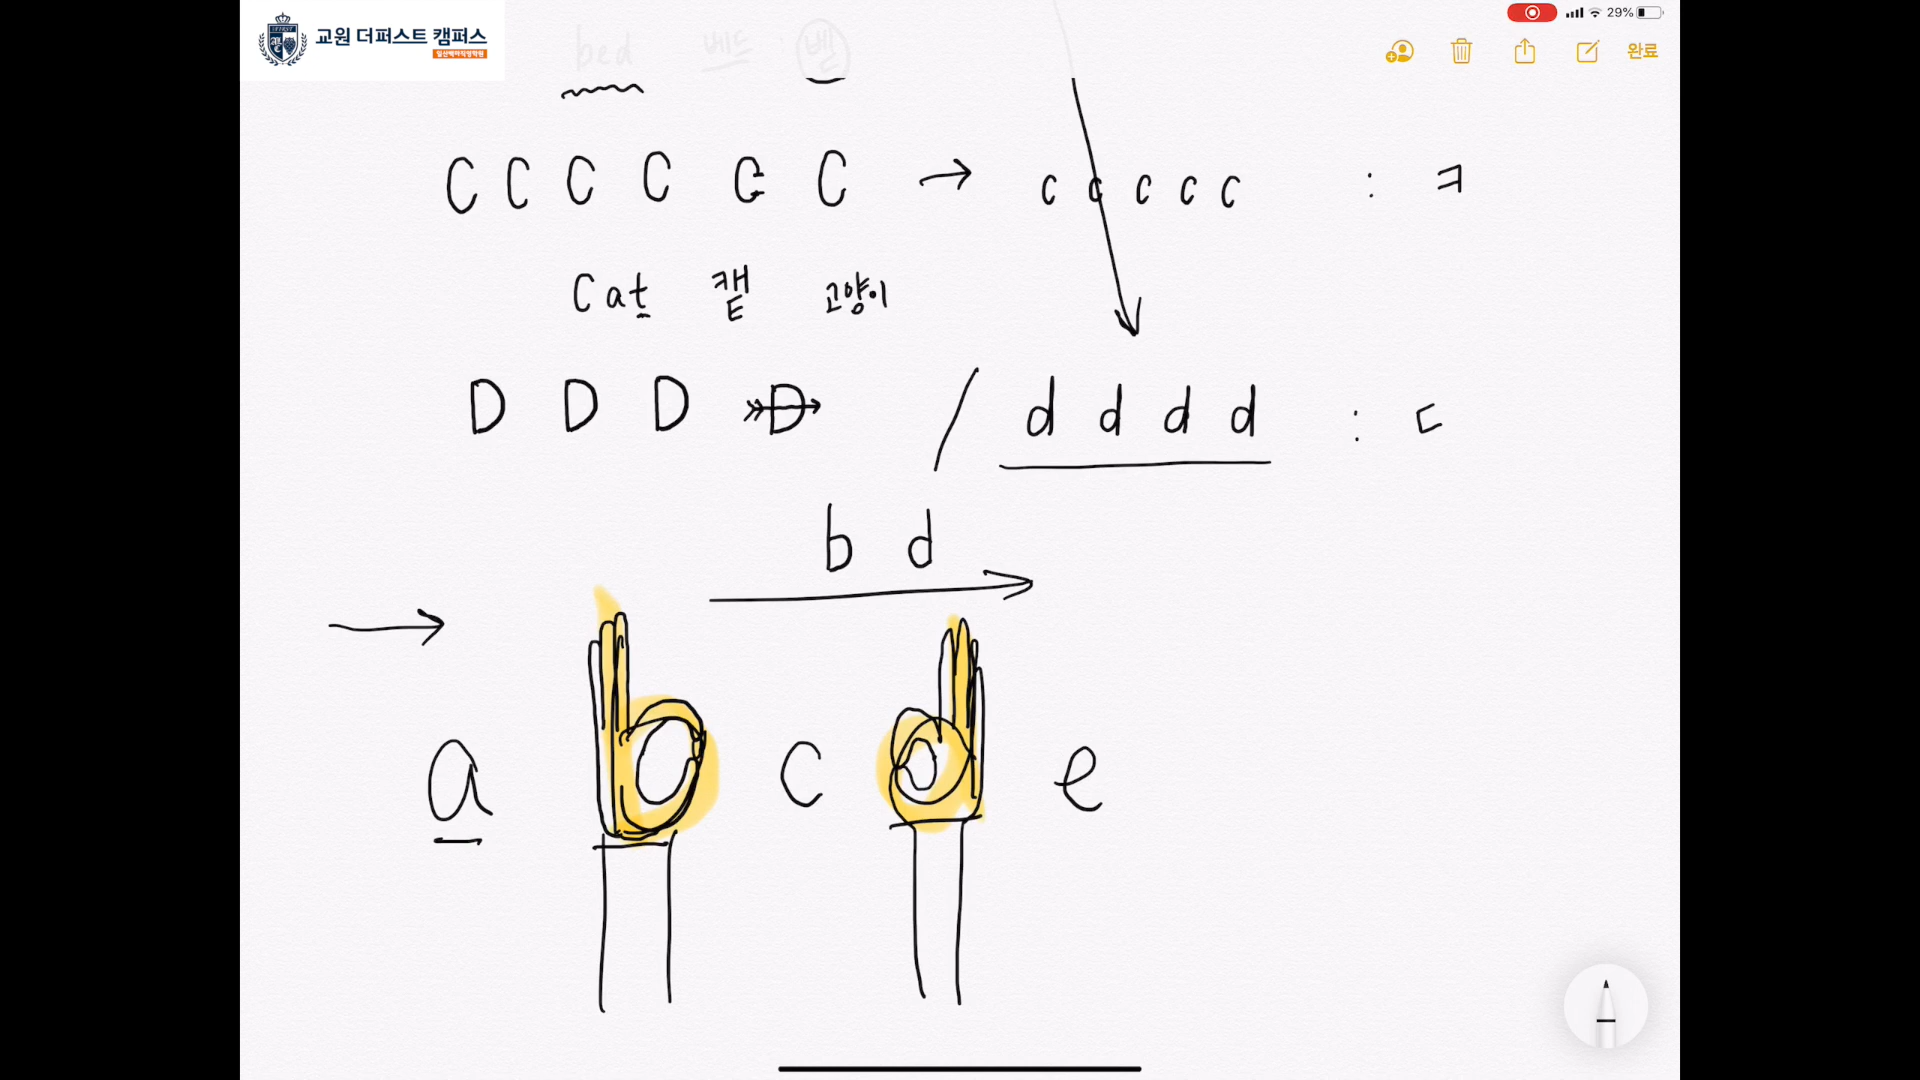 교원 더퍼스트 캠퍼스
29%
완료
bed 베드 벧
C C C C C C → c c c c c : ㅋ
Cat 캩 고양이
D D D D / d d d d : ㄷ
b d
→
a b c d e